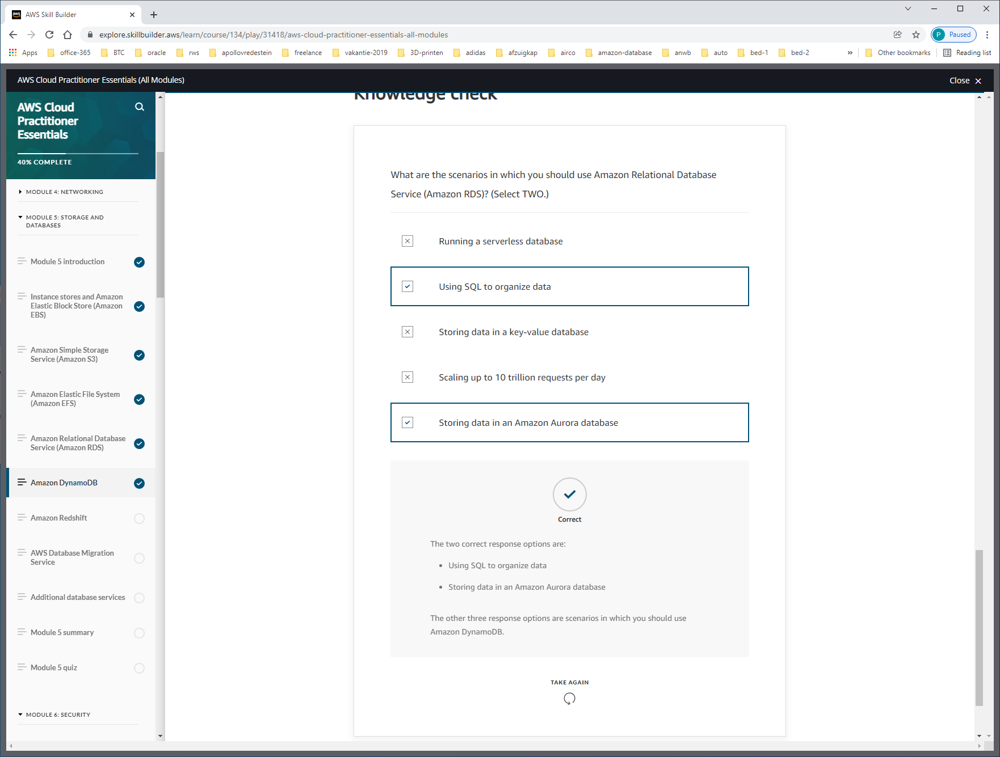 AWS Skill Builder
explore.skillbuilder.aws/learn/course/134/play/31418/aws-cloud-practitioner-essentials-all-modules
P Paused
Apps office-365 BTC oracle rws apollovredestein freelance vakantie-2019 3D-printen adidas afzuigkap airco amazon-database anwb auto bed-1 bed-2 » Other bookmarks Reading list
AWS Cloud Practitioner Essentials (All Modules)
Close
AWS Cloud
Practitioner
Essentials
40% COMPLETE
MODULE 4: NETWORKING
MODULE 5: STORAGE AND
DATABASES
Module 5 introduction
Instance stores and Amazon
Elastic Block Store (Amazon
EBS)
Amazon Simple Storage
Service (Amazon S3)
Amazon Elastic File System
(Amazon EFS)
Amazon Relational Database
Service (Amazon RDS)
Amazon DynamoDB
Amazon Redshift
AWS Database Migration
Service
Additional database services
Module 5 summary
Module 5 quiz
MODULE 6: SECURITY
Knowledge check
What are the scenarios in which you should use Amazon Relational Database
Service (Amazon RDS)? (Select TWO.)
Running a serverless database
Using SQL to organize data
Storing data in a key-value database
Scaling up to 10 trillion requests per day
Storing data in an Amazon Aurora database
Correct
The two correct response options are:
• Using SQL to organize data
• Storing data in an Amazon Aurora database
The other three response options are scenarios in which you should use
Amazon DynamoDB.
TAKE AGAIN